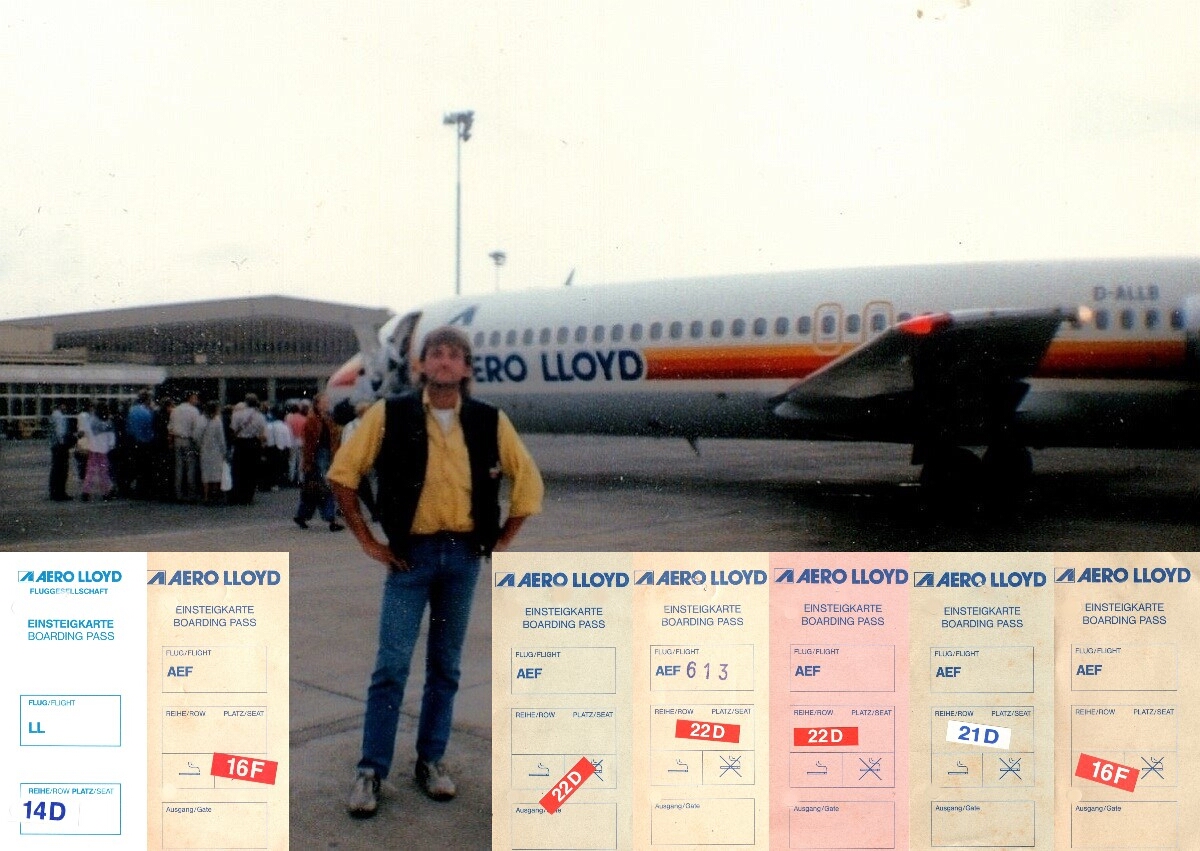 D-ALLB
ERO LLOYD
AERO LLOYD
FLUGGESELLSCHAFT
EINSTEIGKARTE
BOARDING PASS
FLUG/FLIGHT
LL
REIHE/ROW PLATZ/SEAT
14D
AERO LLOYD
EINSTEIGKARTE
BOARDING PASS
FLUG/FLIGHT
AEF
REIHE/ROW PLATZ/SEAT
16F
Ausgang/Gate
AERO LLOYD
EINSTEIGKARTE
BOARDING PASS
FLUG/FLIGHT
AEF
REIHE/ROW PLATZ/SEAT
22D
Ausgang/Gate
AERO LLOYD
EINSTEIGKARTE
BOARDING PASS
FLUG/FLIGHT
AEF 613
REIHE/ROW PLATZ/SEAT
22D
Ausgang/Gate
AERO LLOYD
EINSTEIGKARTE
BOARDING PASS
FLUG/FLIGHT
AEF
REIHE/ROW PLATZ/SEAT
22D
Ausgang/Gate
AERO LLOYD
EINSTEIGKARTE
BOARDING PASS
FLUG/FLIGHT
AEF
REIHE/ROW PLATZ/SEAT
21D
Ausgang/Gate
AERO LLOYD
EINSTEIGKARTE
BOARDING PASS
FLUG/FLIGHT
AEF
REIHE/ROW PLATZ/SEAT
16F
Ausgang/Gate